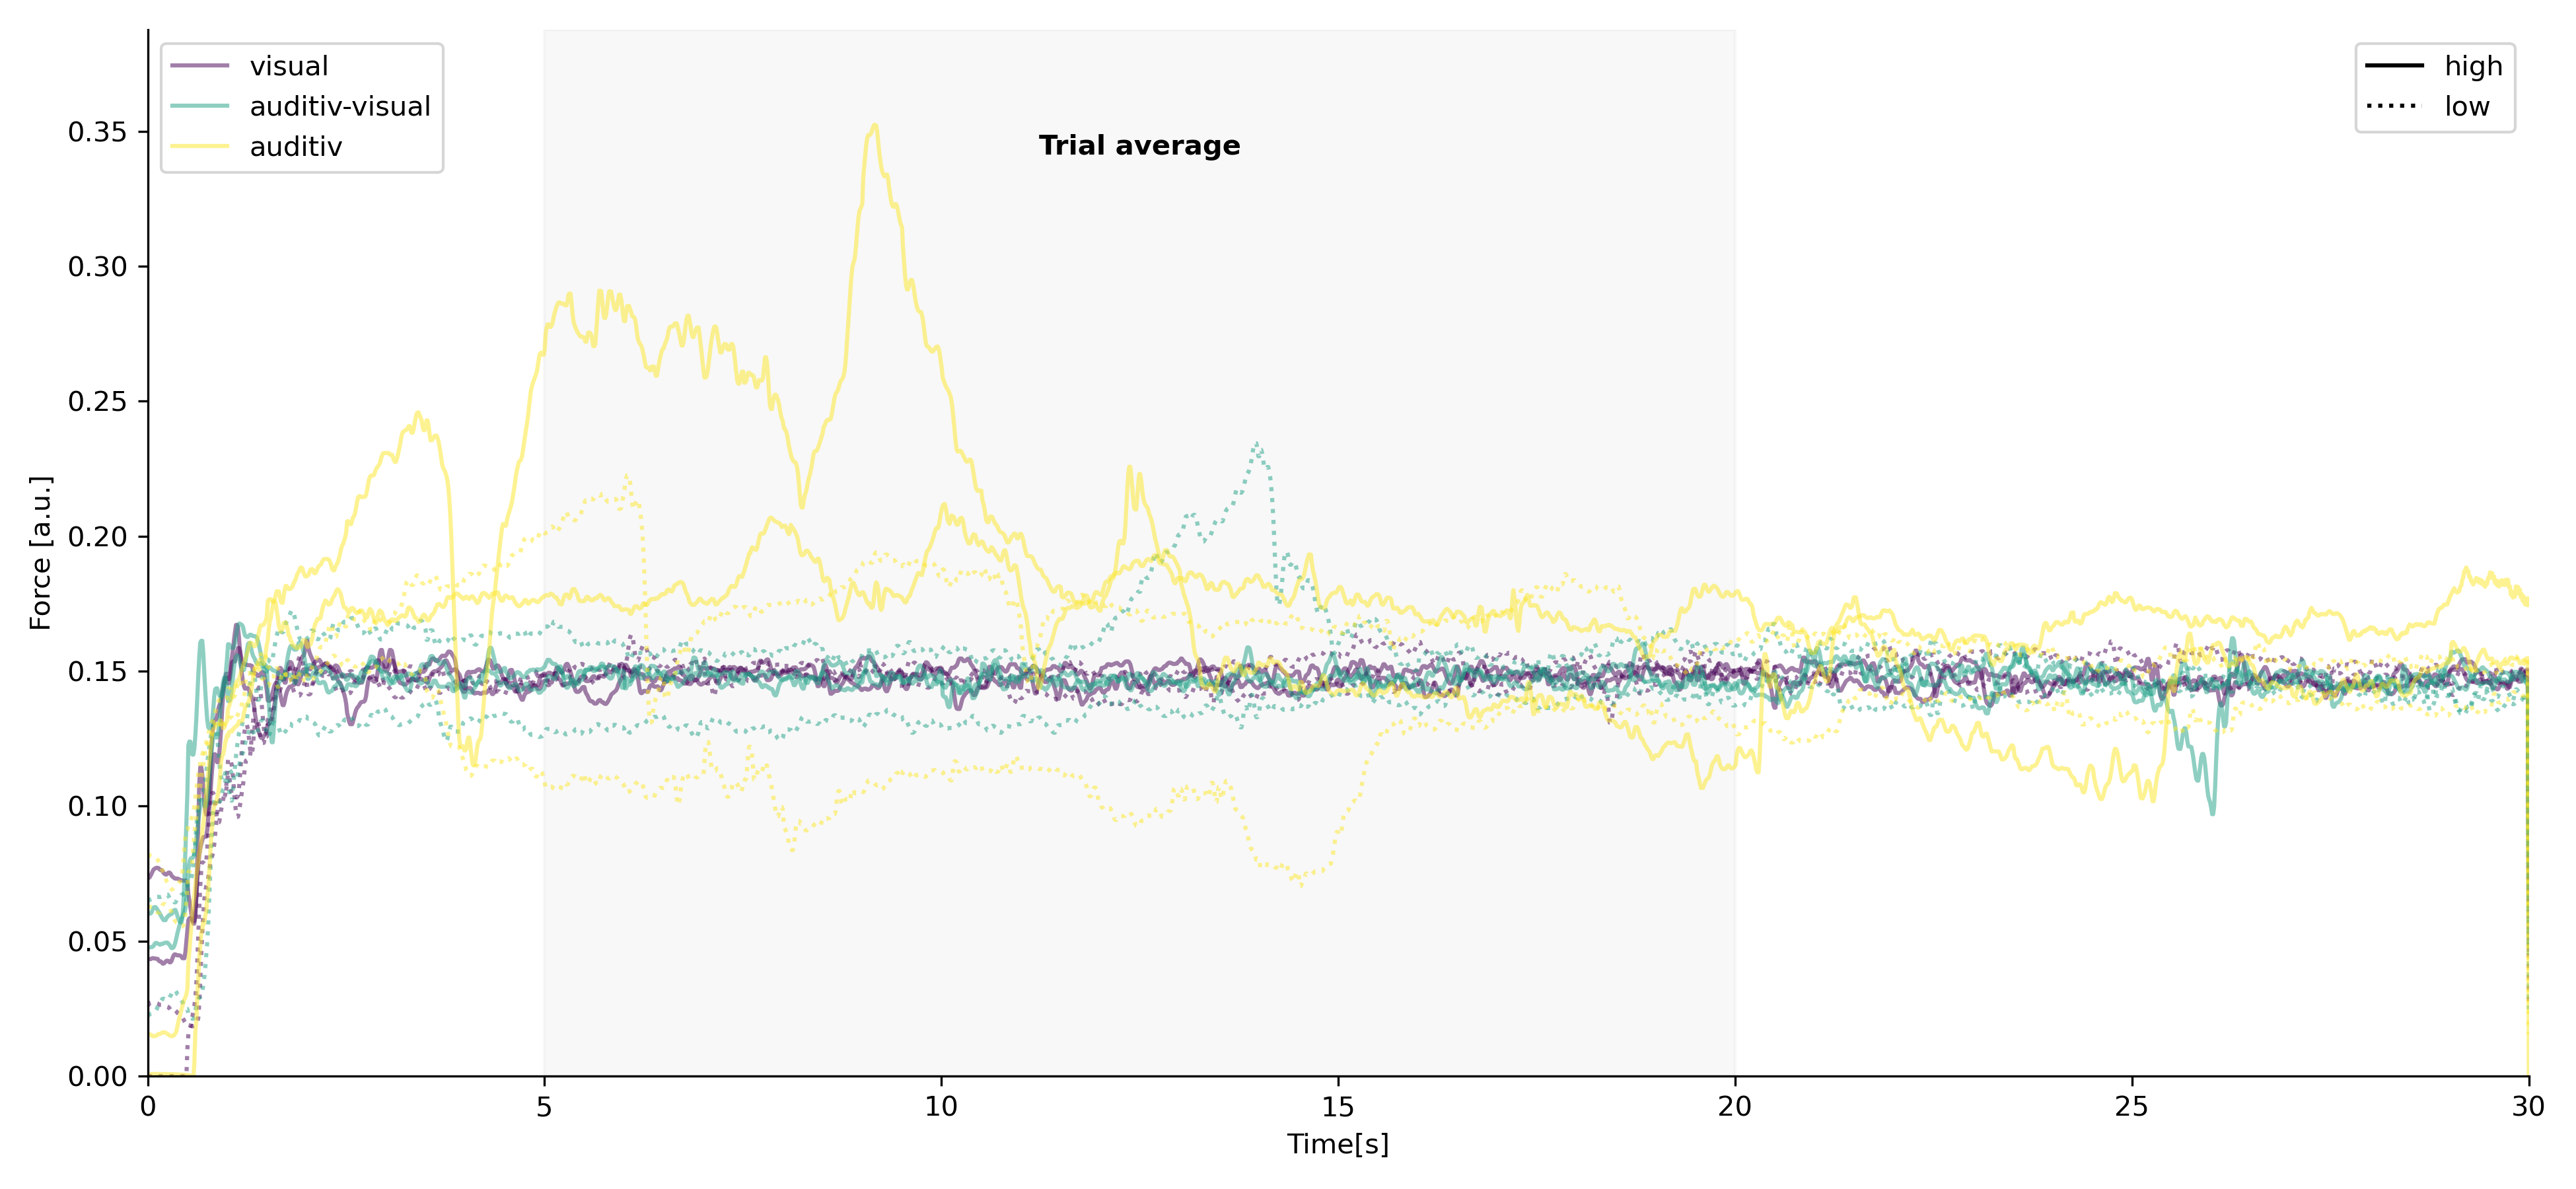 visual
auditiv-visual
auditiv
high
low
Trial average
Force [a.u.]
0.35
0.30
0.25
0.20
0.15
0.10
0.05
0.00
0 5 10 15 20 25 30
Time[s]